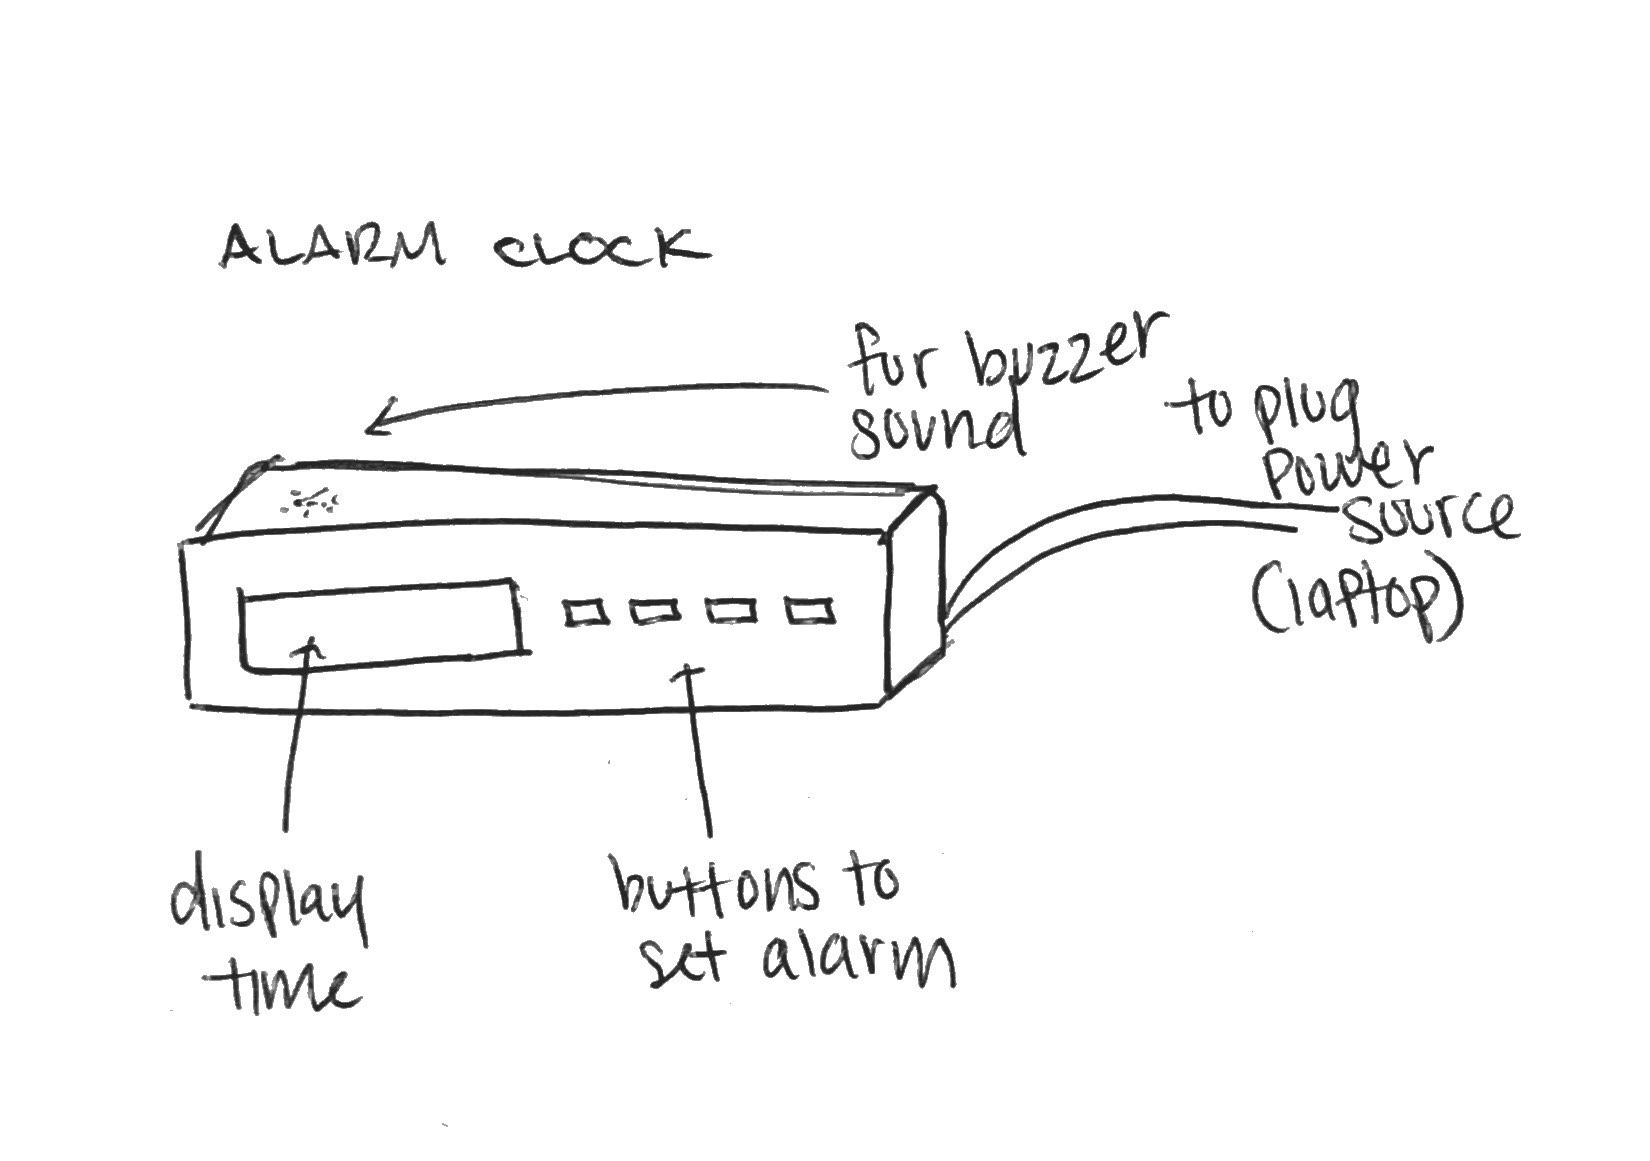 ALARM CLOCK
for buzzer
sound
to plug
power
source
(laptop)
display
time
buttons to
set alarm